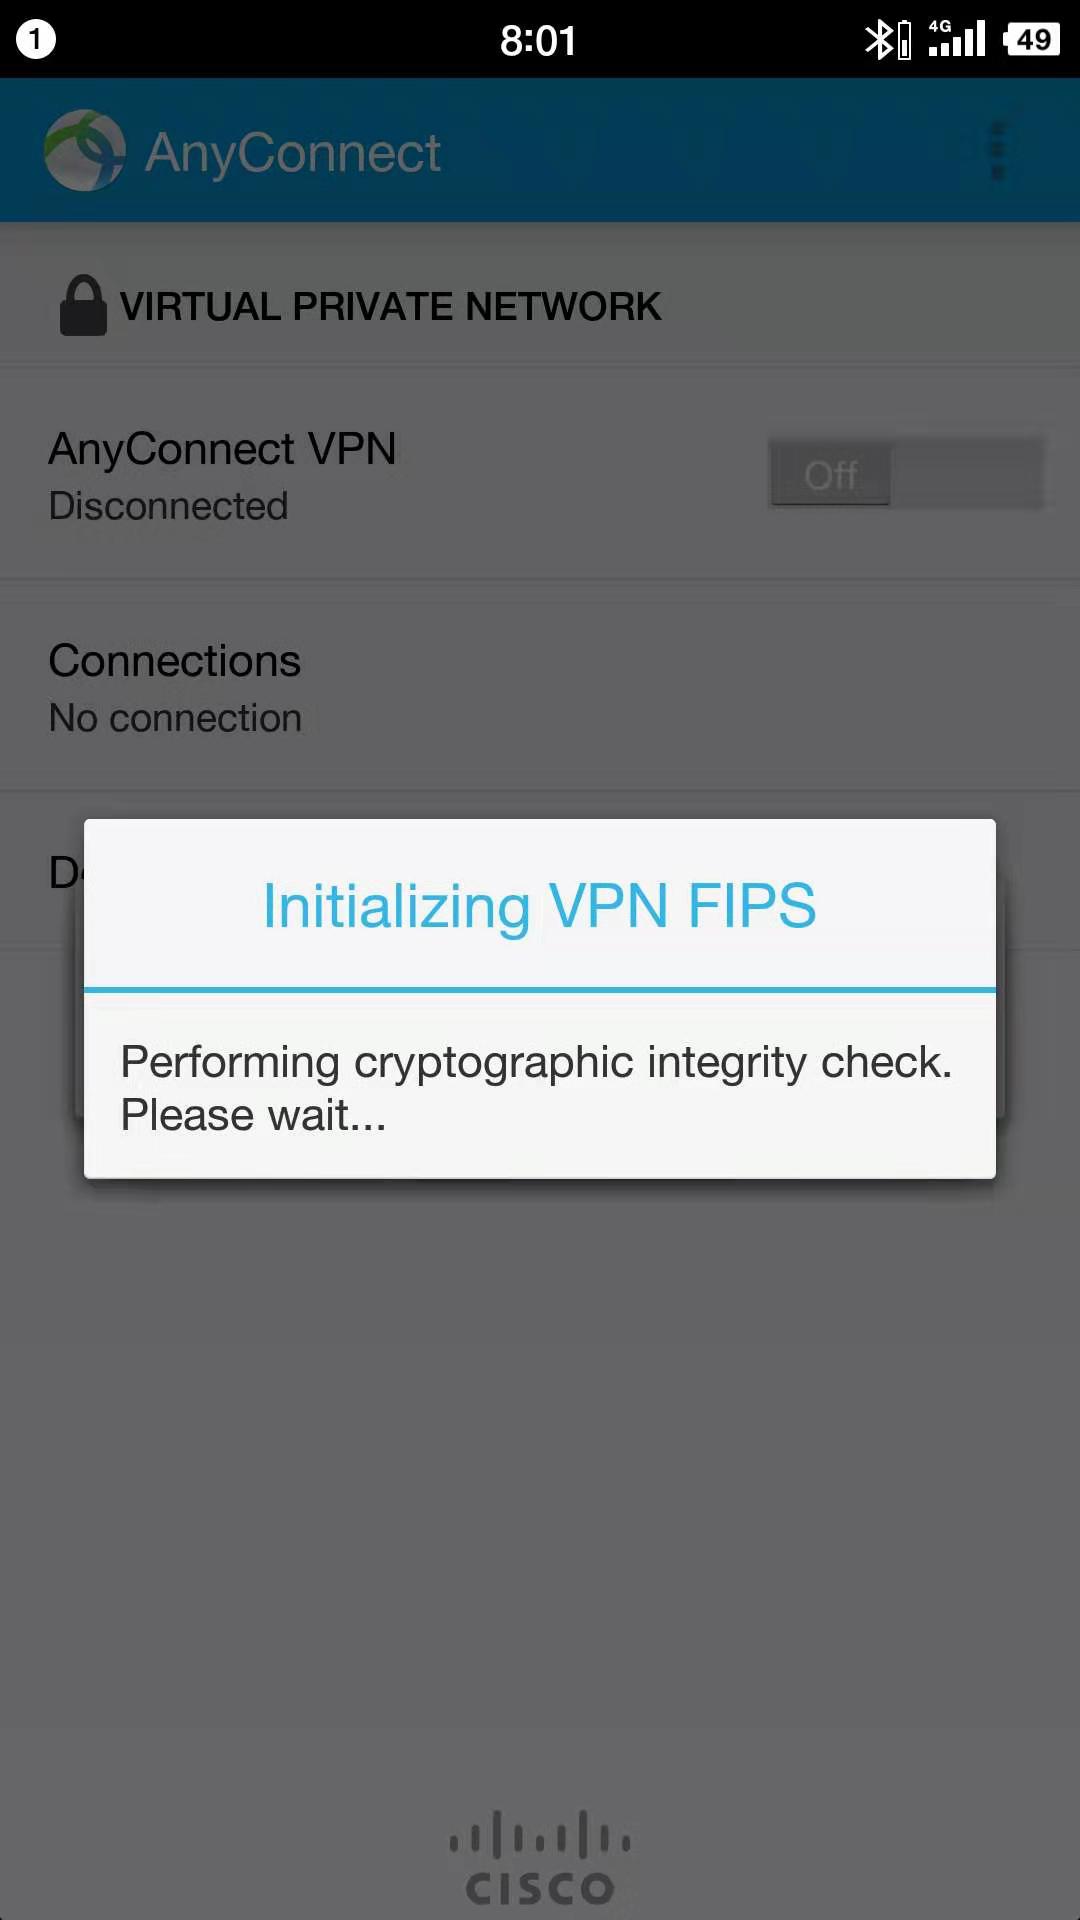 1
8:01
4G
49
AnyConnect
VIRTUAL PRIVATE NETWORK
AnyConnect VPN
Disconnected
Off
Connections
No connection
Initializing VPN FIPS
Performing cryptographic integrity check.
Please wait...
CISCO